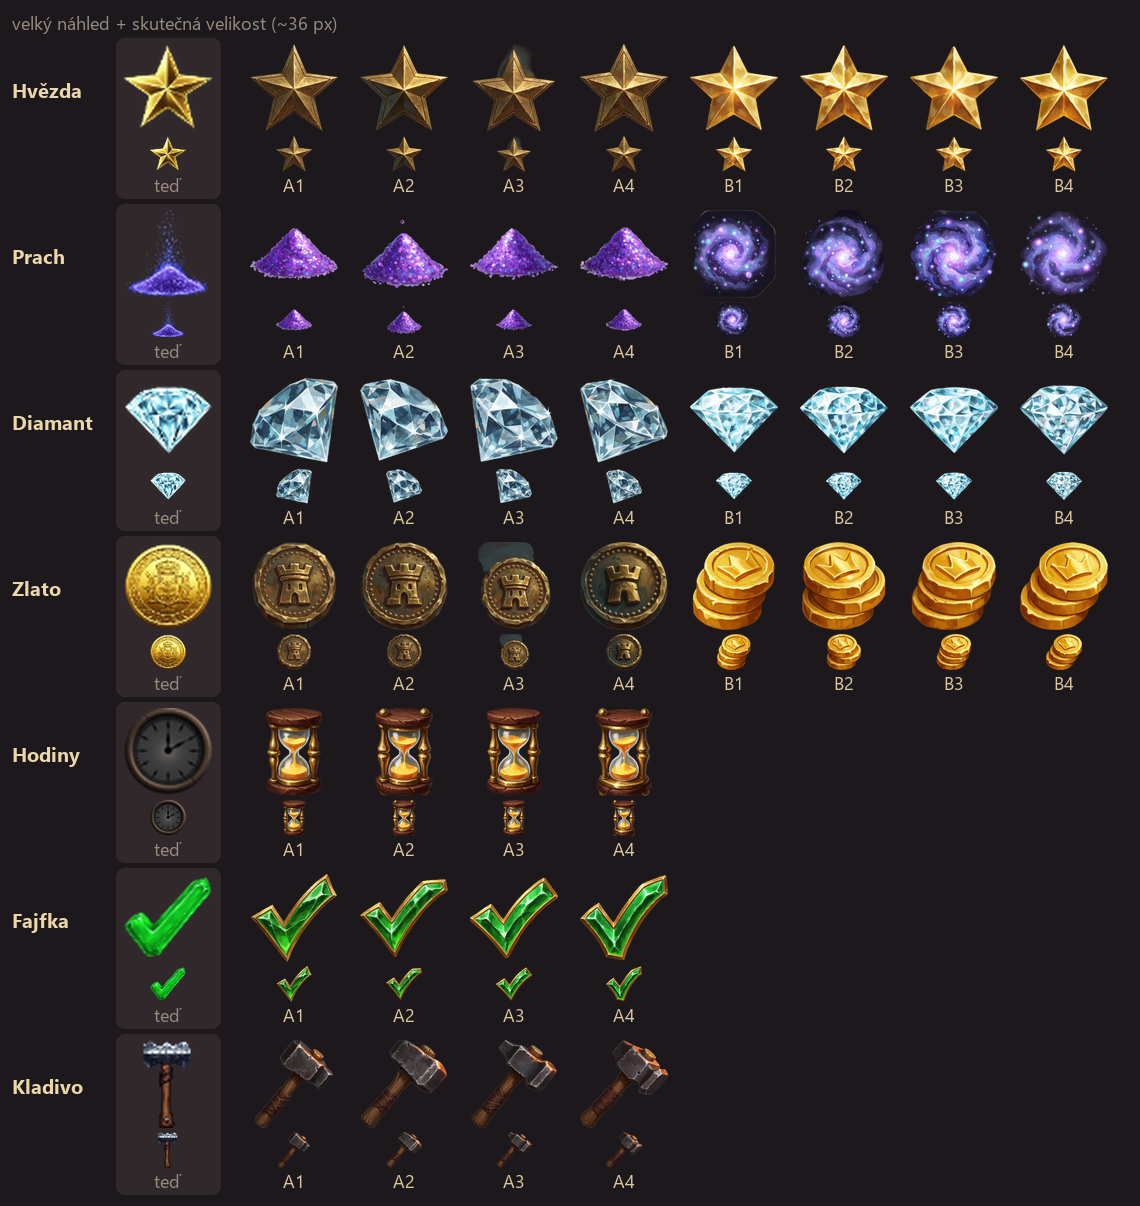 velký náhled + skutečná velikost (~36 px)
Hvězda
teď A1 A2 A3 A4 B1 B2 B3 B4
Prach
teď A1 A2 A3 A4 B1 B2 B3 B4
Diamant
teď A1 A2 A3 A4 B1 B2 B3 B4
Zlato
teď A1 A2 A3 A4 B1 B2 B3 B4
Hodiny
teď A1 A2 A3 A4
Fajfka
teď A1 A2 A3 A4
Kladivo
teď A1 A2 A3 A4